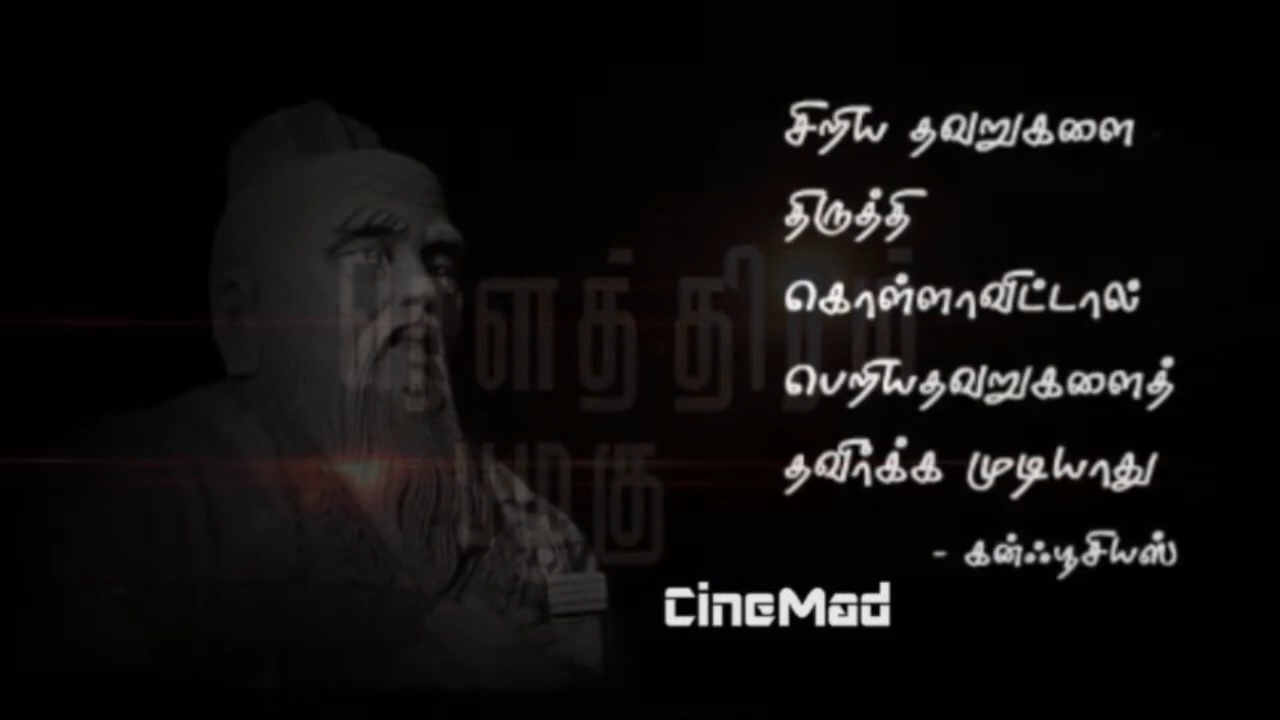 சிறிய தவறுகளை
திருத்தி
கொள்ளாவிட்டால்
பெறியதவறுகளைத்
தவிர்க்க முடியாது
- கன்ஃபூசியஸ்
CineMad